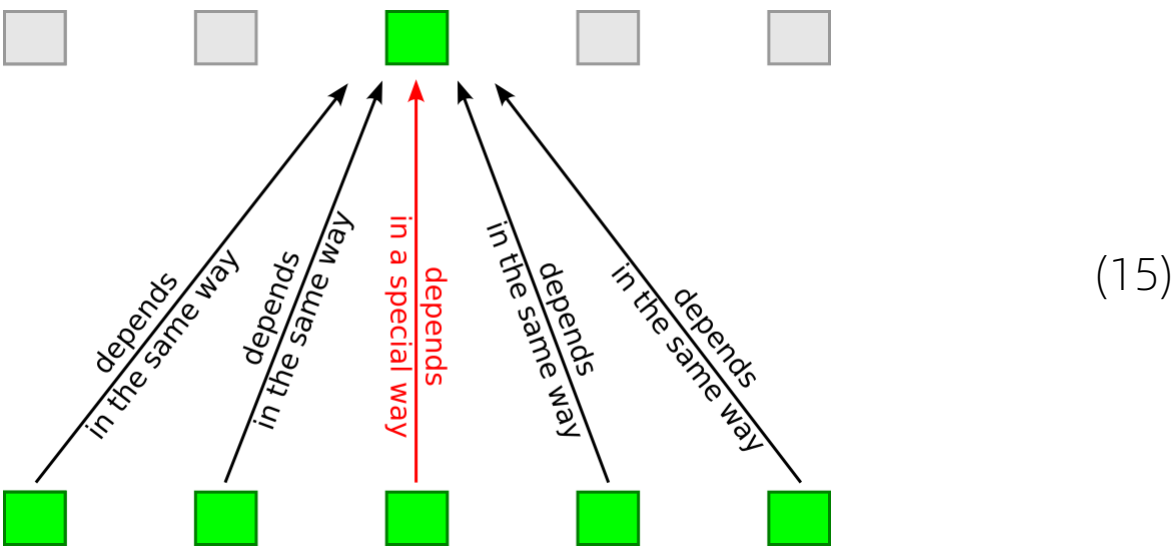 depends
in the same way
depends
in the same way
depends
in a special way
depends
in the same way
depends
in the same way
(15)